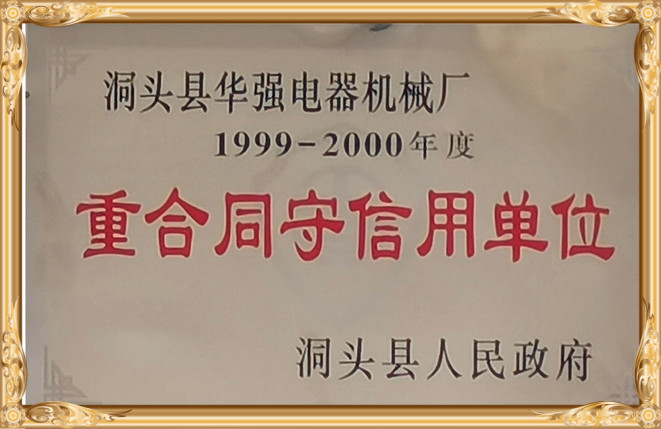 洞头县华强电器机械厂
1999-2000年度
重合同守信用单位
洞头县人民政府